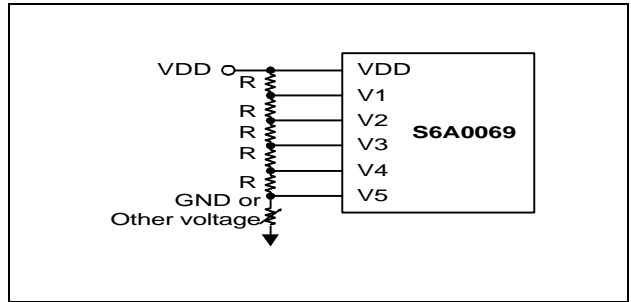 VDD
VDD
R
V1
R
V2
R
S6A0069
V3
R
V4
R
V5
GND or
Other voltage